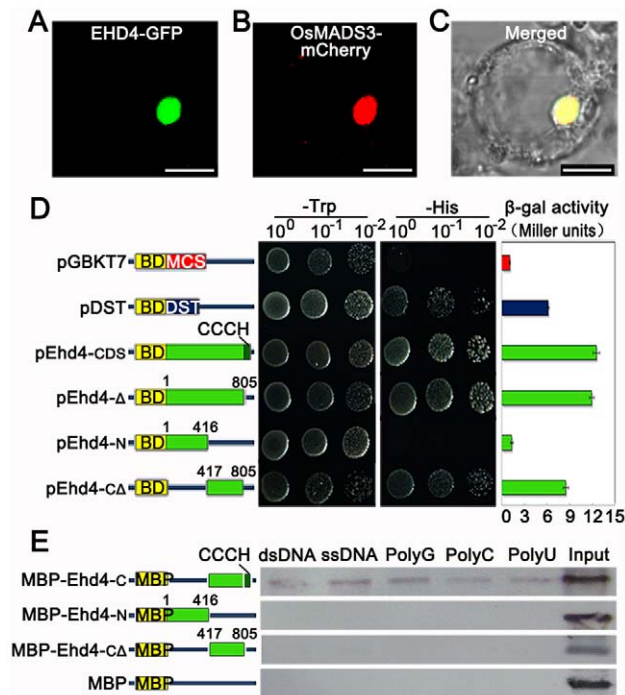 A EHD4-GFP
B OsMADS3-mCherry
C Merged
D -Trp -His β-gal activity
(Miller units)
10⁰ 10⁻¹ 10⁻² 10⁰ 10⁻¹ 10⁻²
pGBKT7 BD MCS
pDST BD DST
CCCH
pEhd4-CDS BD
1 805
pEhd4-Δ BD
1 416
pEhd4-N BD
417 805
pEhd4-CΔ BD
0 3 6 9 12 15
E CCCH dsDNA ssDNA PolyG PolyC PolyU Input
MBP-Ehd4-C MBP
1 416
MBP-Ehd4-N MBP
417 805
MBP-Ehd4-CΔ MBP
MBP MBP